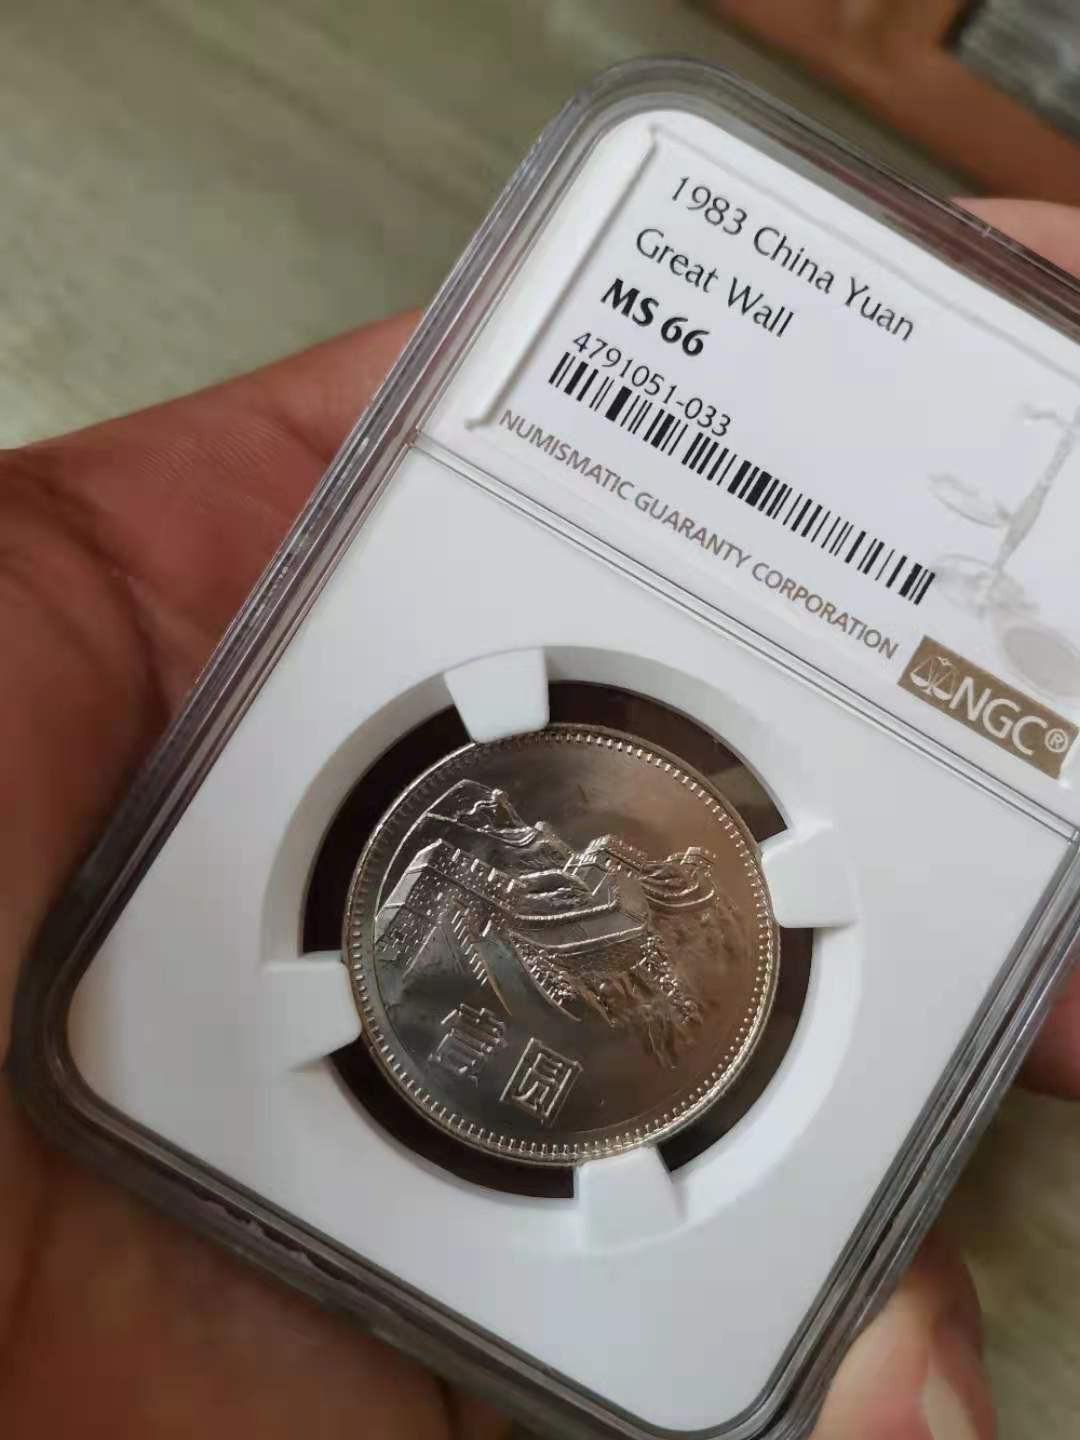 1983 China Yuan
Great Wall
MS 66
4791051-033
NUMISMATIC GUARANTY CORPORATION
NGC®
壹圆